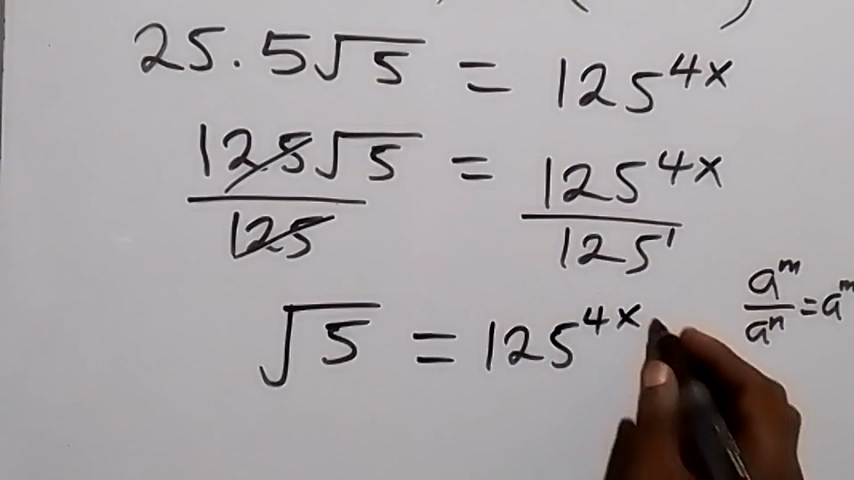 25.5√5 = 125^4x
125√5 / 125 = 125^4x / 125^1
a^m / a^n = a^m
√5 = 125^4x